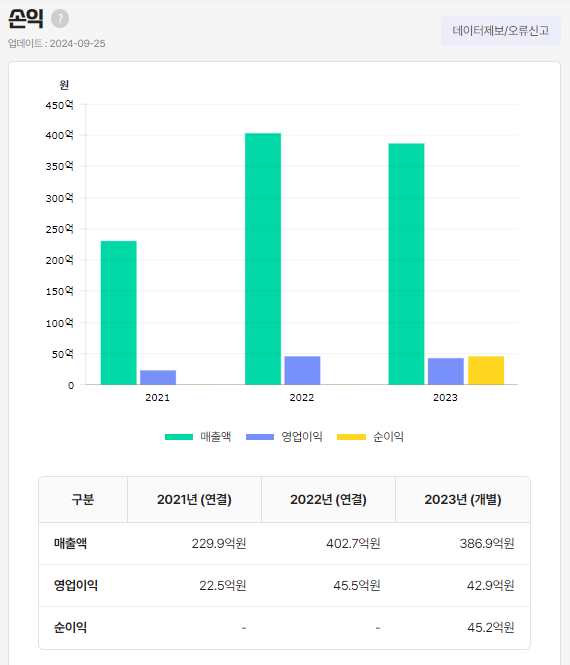 손익 ?
업데이트 : 2024-09-25
데이터제보/오류신고
원
450억
400억
350억
300억
250억
200억
150억
100억
50억
0
2021 2022 2023
매출액 영업이익 순이익
구분 2021년 (연결) 2022년 (연결) 2023년 (개별)
매출액 229.9억원 402.7억원 386.9억원
영업이익 22.5억원 45.5억원 42.9억원
순이익 - - 45.2억원